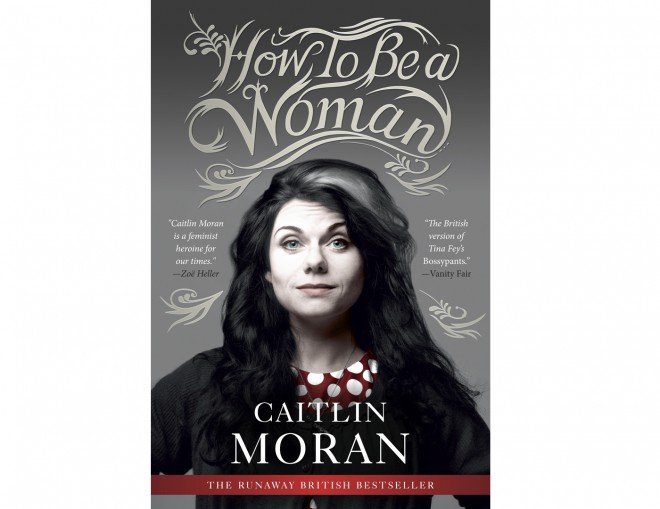 How To Be a
Woman
"Caitlin Moran
is a feminist
heroine for
our times."
—Zoë Heller
"The British
version of
Tina Fey's
Bossypants."
—Vanity Fair
CAITLIN
MORAN
THE RUNAWAY BRITISH BESTSELLER